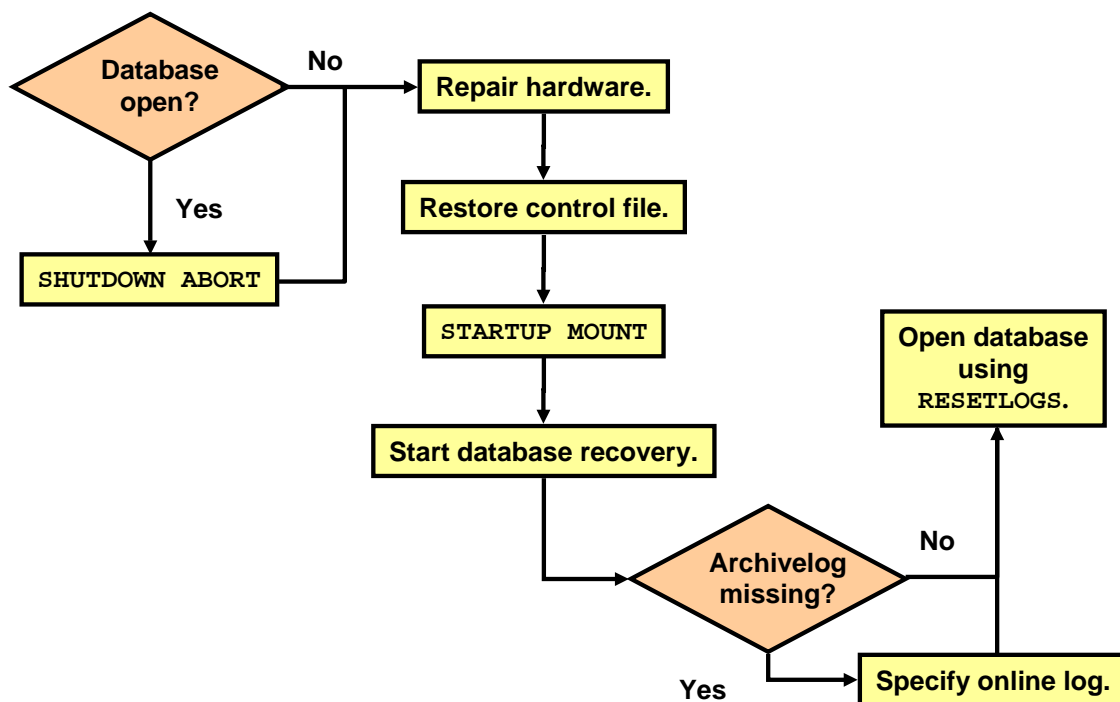 Database
open?
No
Repair hardware.
Yes
Restore control file.
SHUTDOWN ABORT
STARTUP MOUNT
Open database
using
RESETLOGS.
Start database recovery.
Archivelog
missing?
No
Yes
Specify online log.